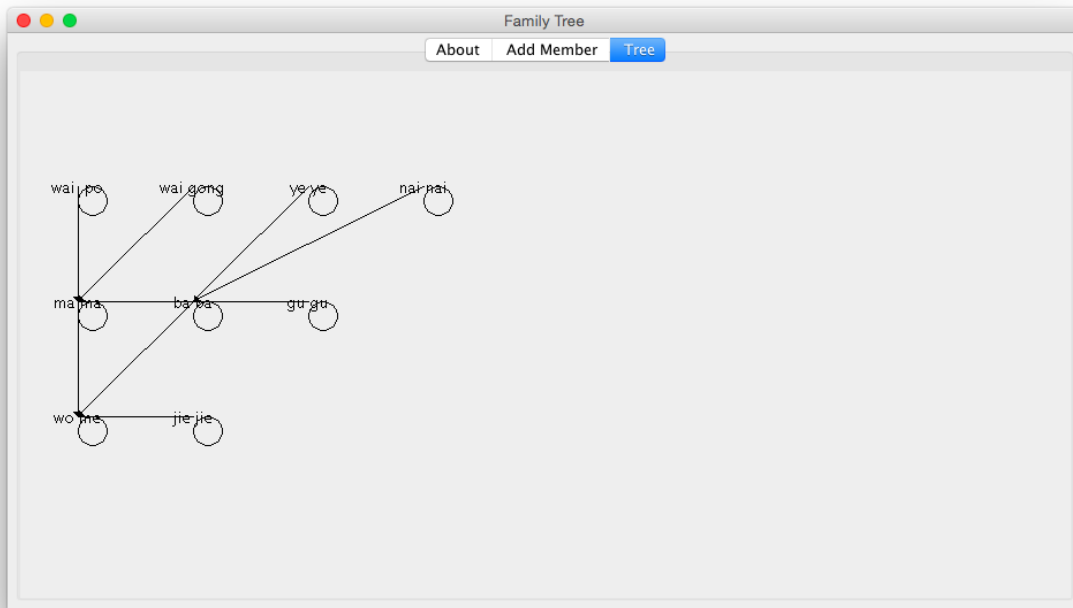 Family Tree
About Add Member Tree
wai po wai gong ye ye nai nai
ma ma ba ba gu gu
wo me jie jie